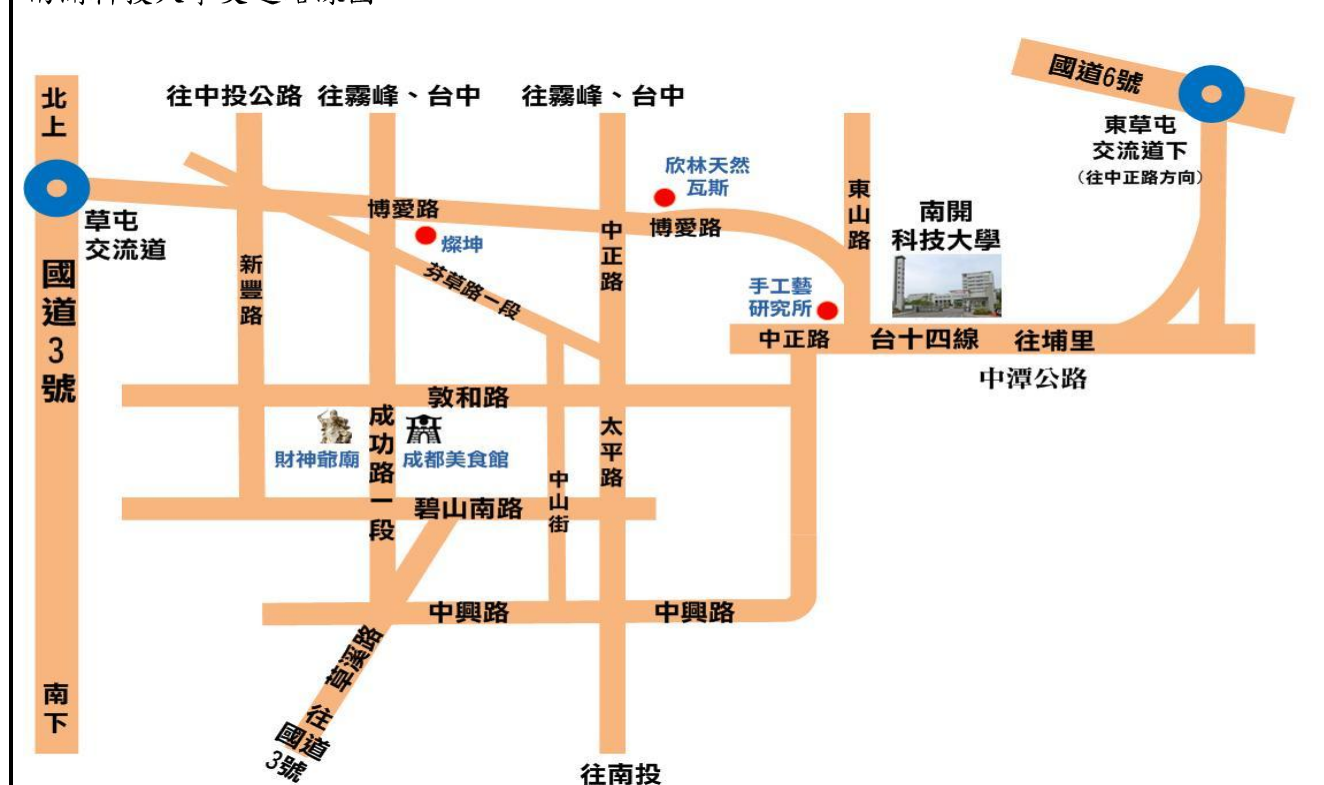 國道6號
北上
往中投公路
往霧峰、台中
往霧峰、台中
東草屯
交流道下
(往中正路方向)
欣林天然
瓦斯
東山路
南開
科技大學
草屯
交流道
博愛路
博愛路
燦坤
中正路
新豐路
芬草路一段
國道3號
手工藝
研究所
中正路
台十四線
往埔里
中潭公路
敦和路
成功路一段
財神爺廟
成都美食館
太平路
中山街
碧山南路
中興路
中興路
草溪路
往
國道
3號
南下
往南投